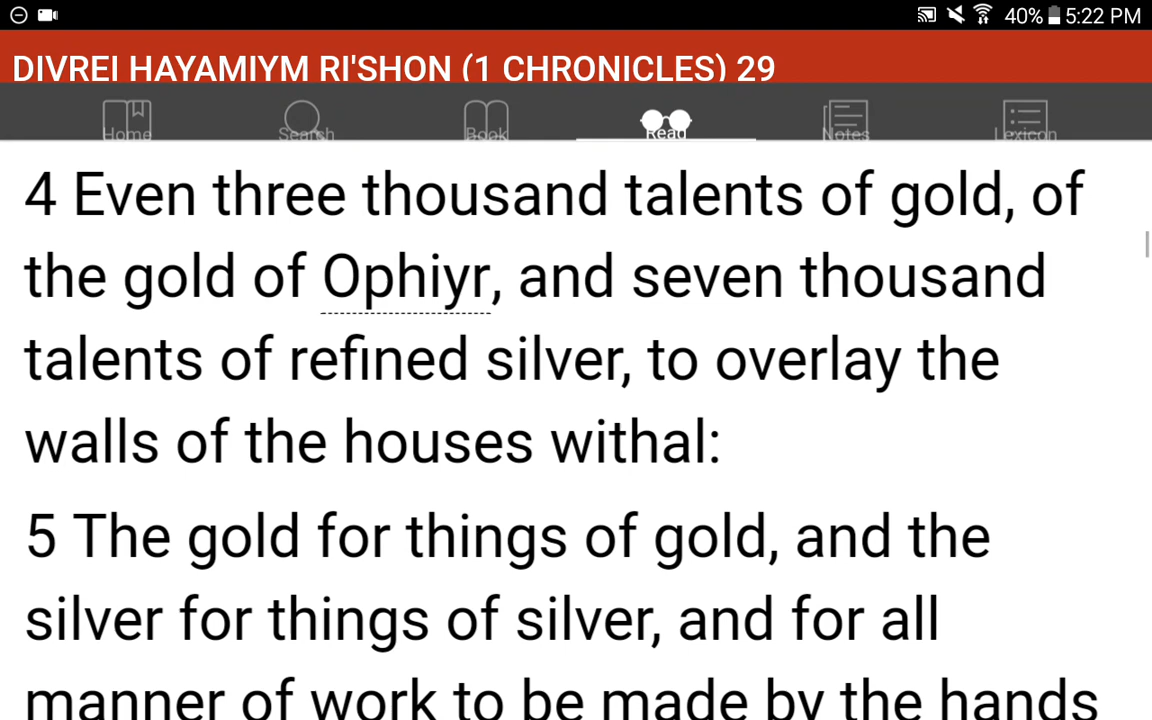 40% 5:22 PM
DIVREI HAYAMIYM RI'SHON (1 CHRONICLES) 29
Home Search Book Read Notes Lexicon
4 Even three thousand talents of gold, of
the gold of Ophiyr, and seven thousand
talents of refined silver, to overlay the
walls of the houses withal:
5 The gold for things of gold, and the
silver for things of silver, and for all
manner of work to be made by the hands